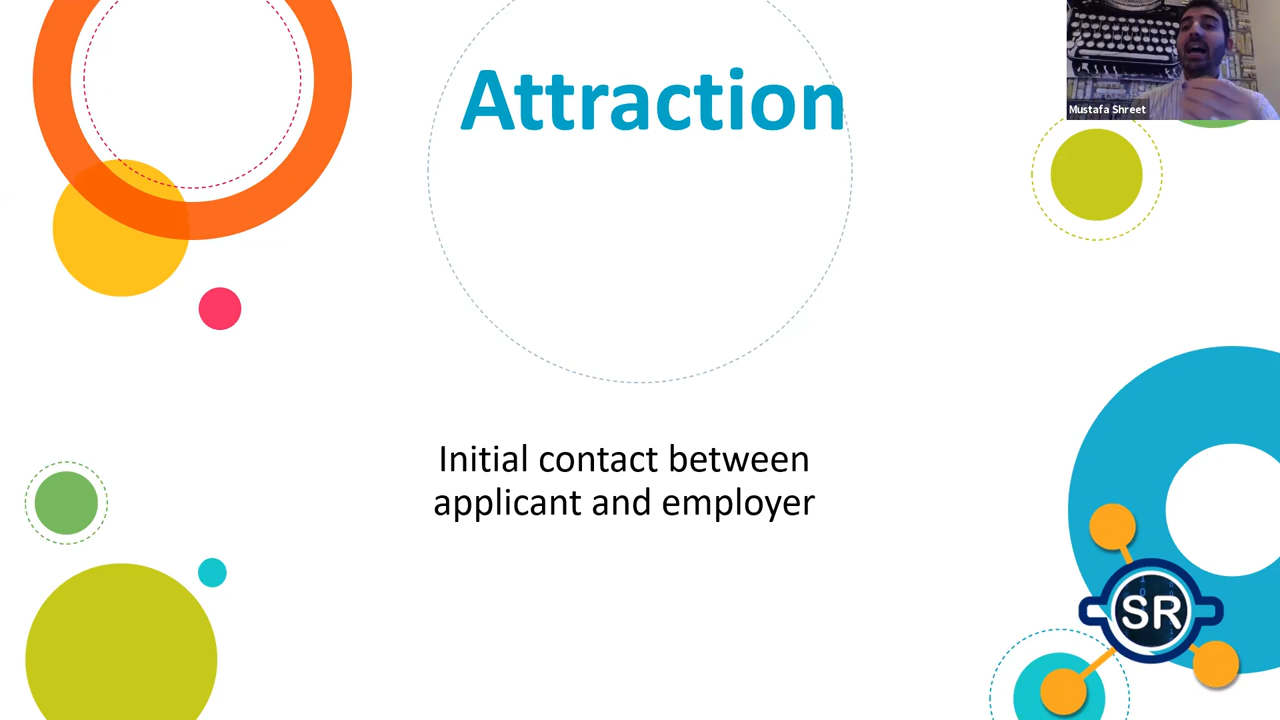 Attraction
Mustafa Shreet
Initial contact between
applicant and employer
SR